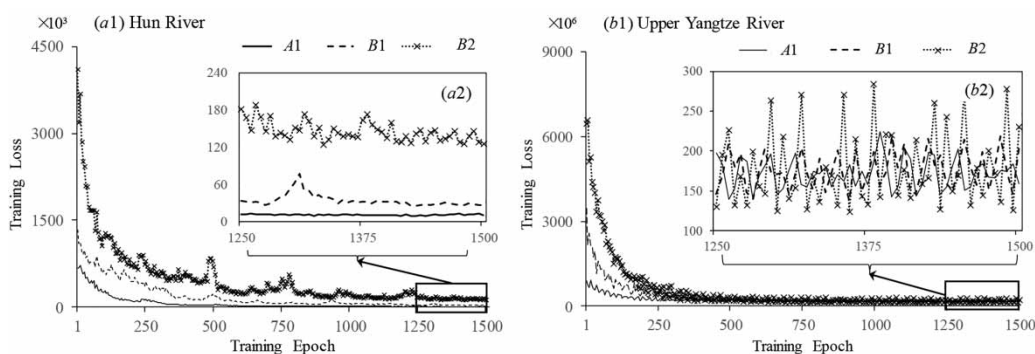 ×10³ (a1) Hun River
A1 B1 B2
4500
3000
1500
0
Training Loss
1 250 500 750 1000 1250 1500
Training Epoch
(a2)
240
180
120
60
0
1250 1375 1500
×10⁶ (b1) Upper Yangtze River
A1 B1 B2
9000
6000
3000
0
Training Loss
1 250 500 750 1000 1250 1500
Training Epoch
(b2)
300
250
200
150
100
1250 1375 1500